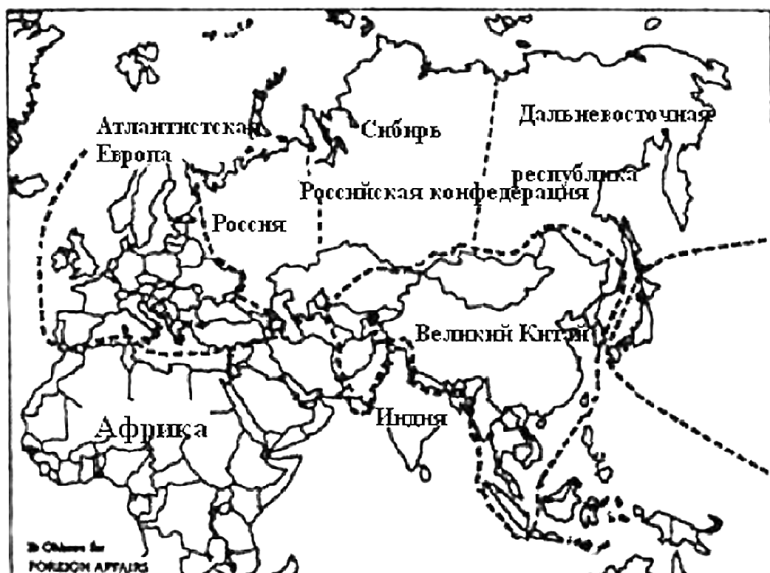 Атлантистская
Европа
Сибирь
Дальневосточная
республика
Российская конфедерация
Россия
Великий Китай
Индия
Африка
FOREIGN AFFAIRS